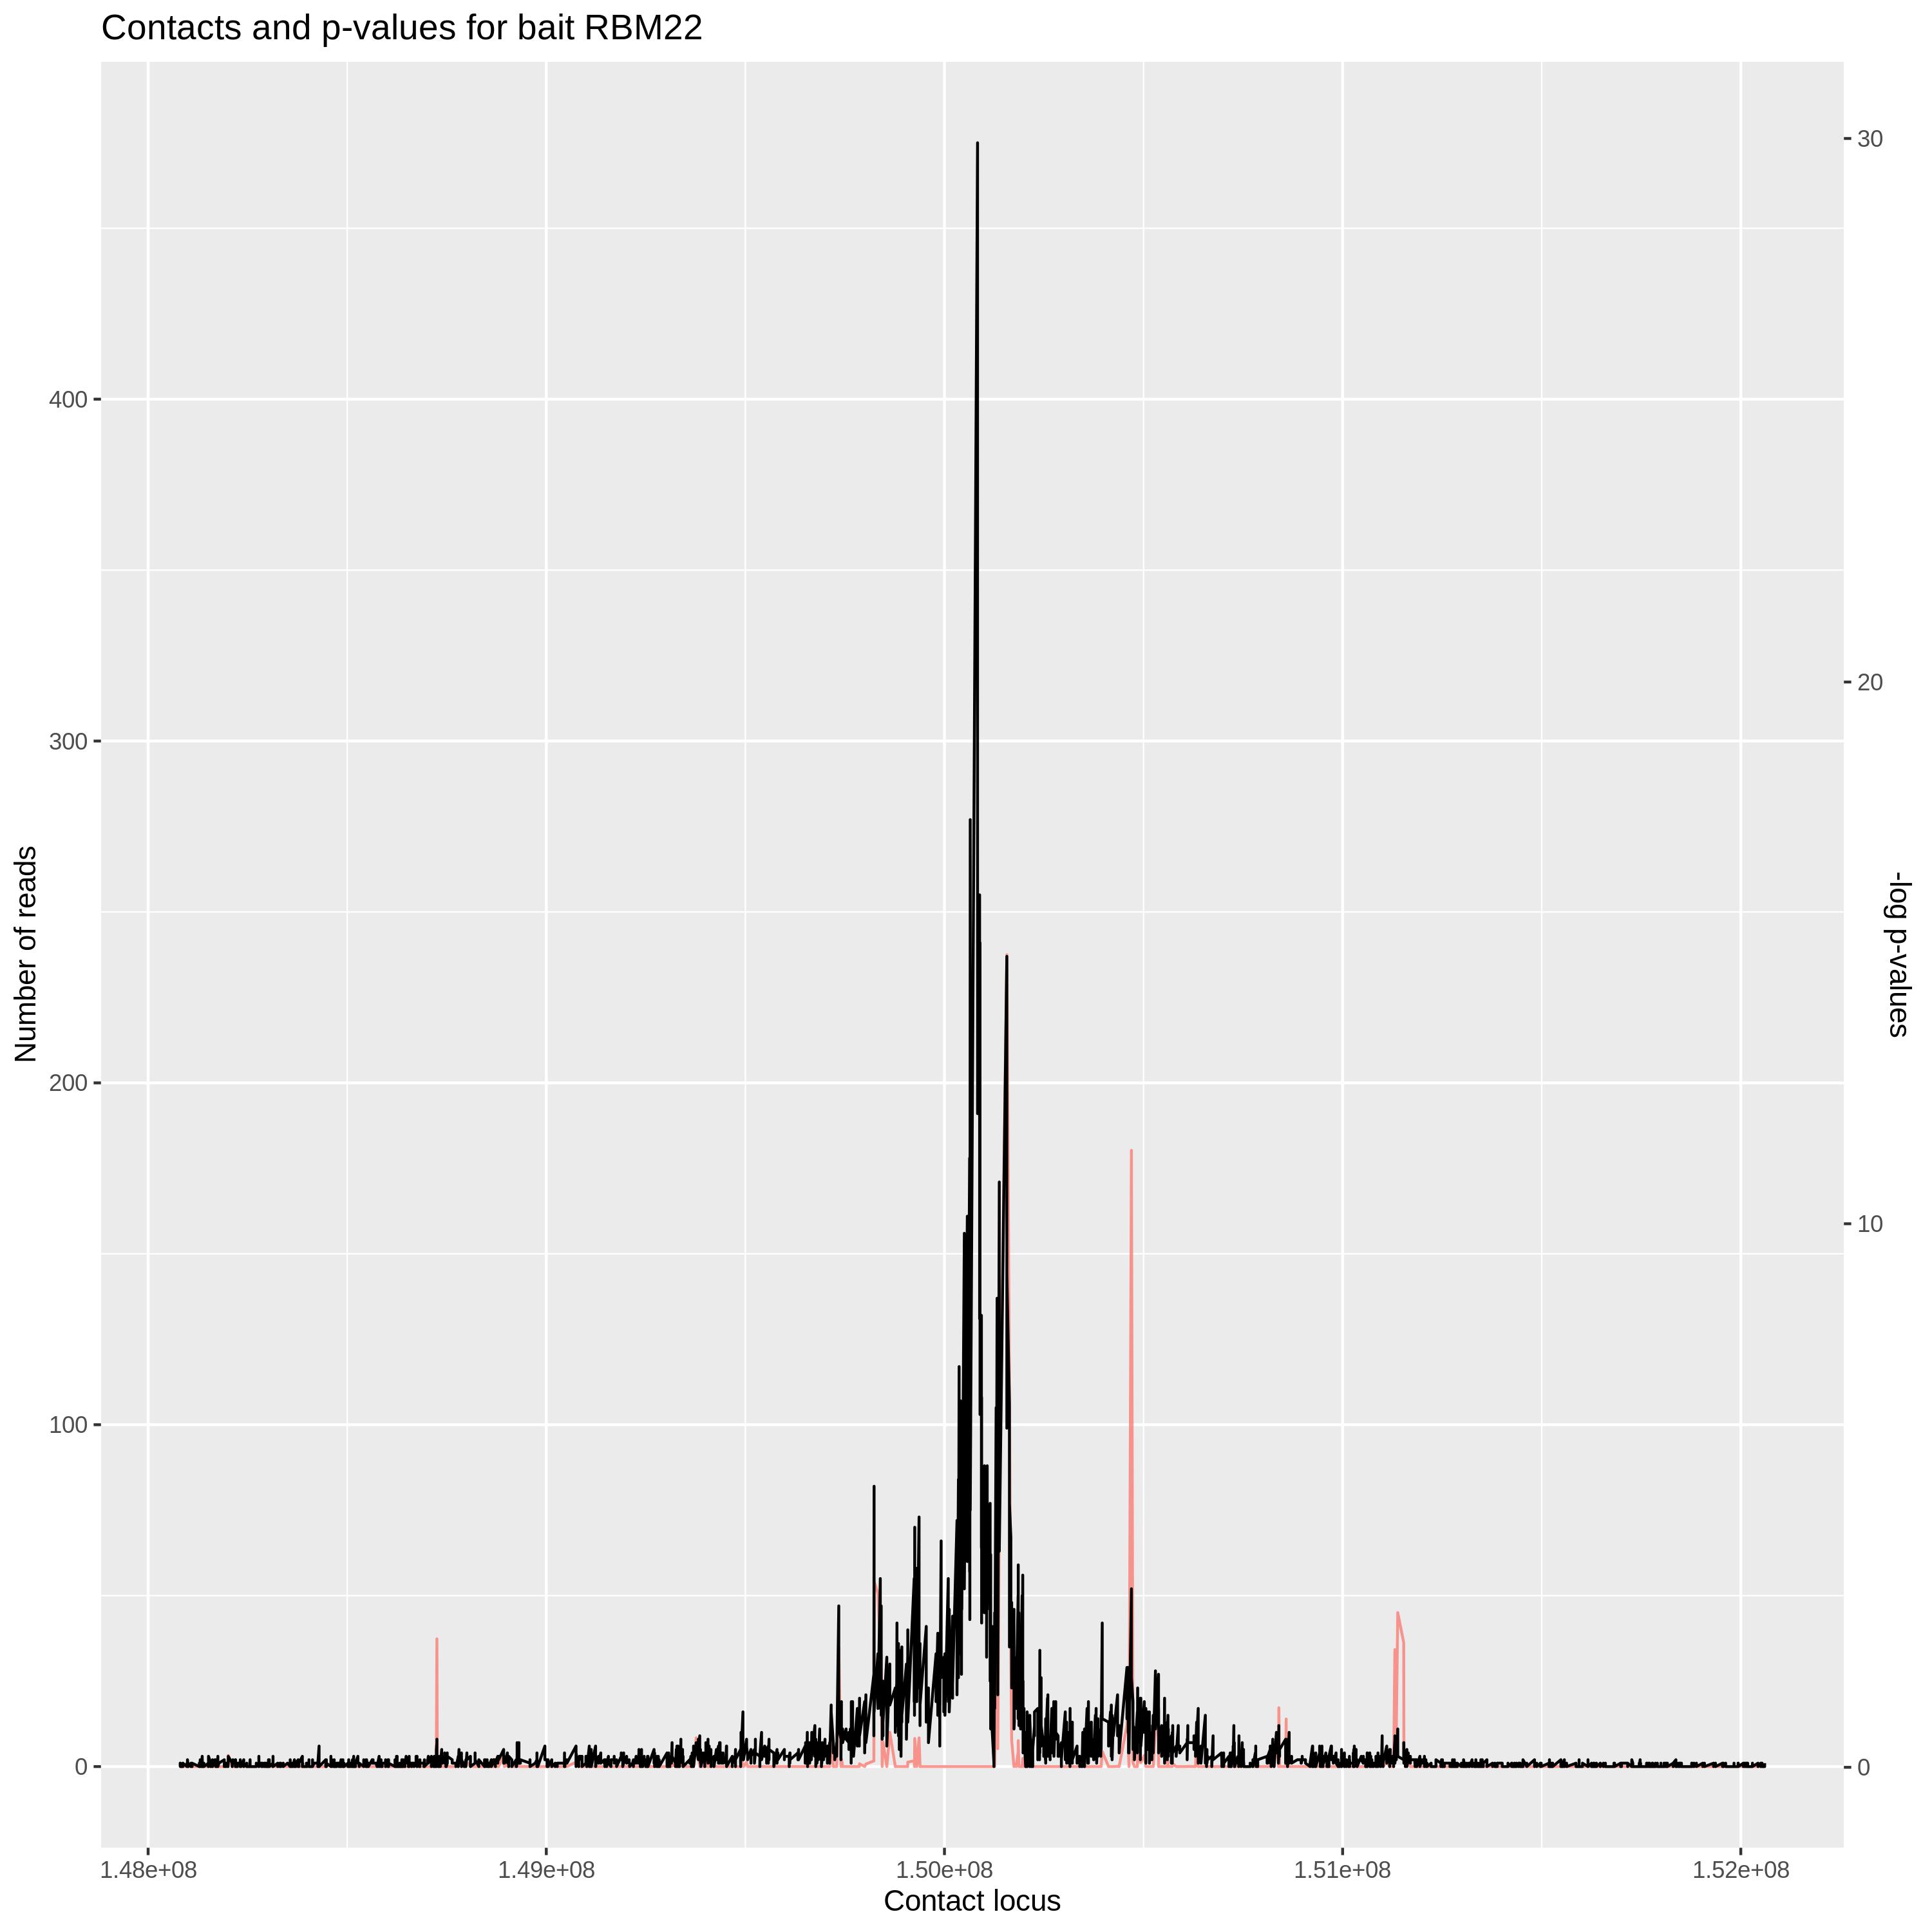 Contacts and p-values for bait RBM22
Number of reads
400
300
200
100
0
30
20
10
0
-log p-values
1.48e+08
1.49e+08
1.50e+08
1.51e+08
1.52e+08
Contact locus